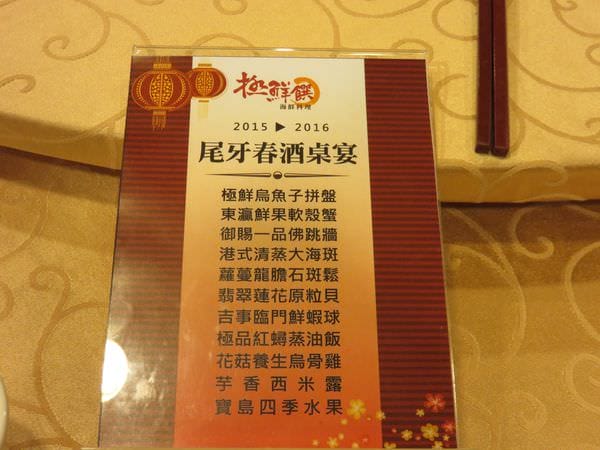 極鮮饌
海鮮料理
2015 ▶ 2016
尾牙春酒桌宴
極鮮烏魚子拼盤
東瀛鮮果軟殼蟹
御賜一品佛跳牆
港式清蒸大海斑
蘿蔓龍膽石斑鬆
翡翠蓮花原粒貝
吉事臨門鮮蝦球
極品紅蟳蒸油飯
花菇養生烏骨雞
芋香西米露
寶島四季水果